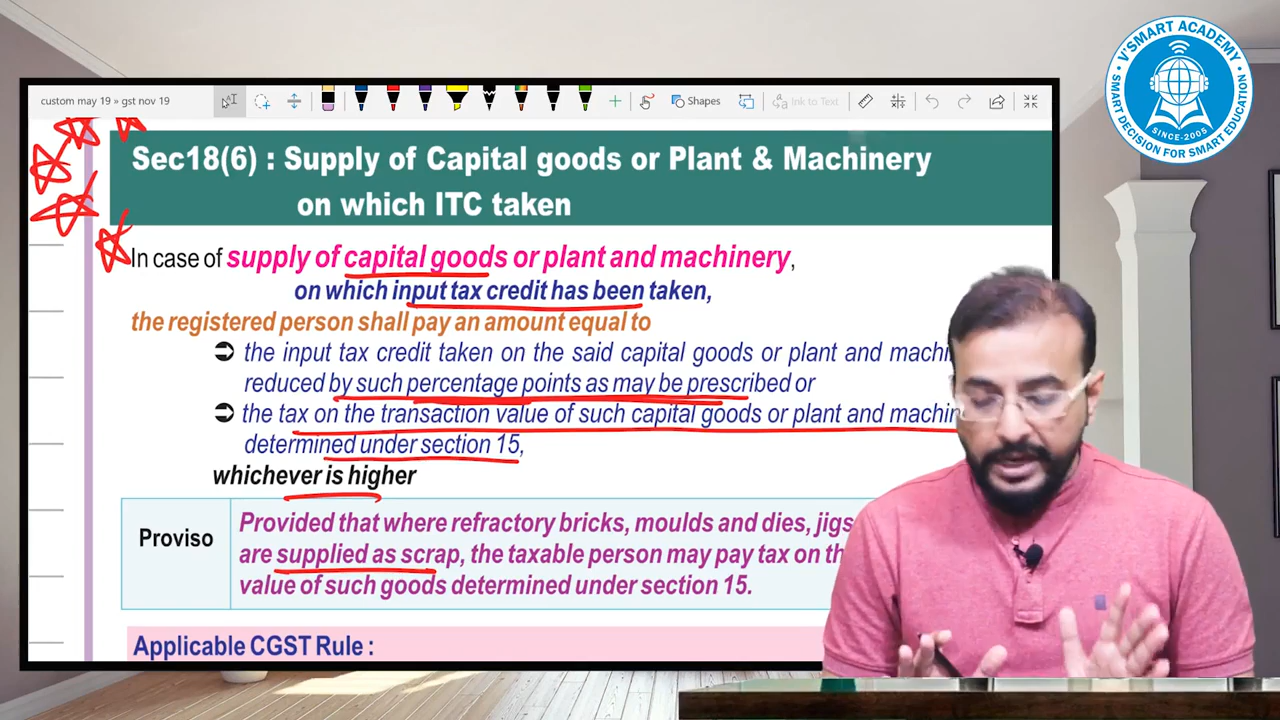 custom may 19 » gst nov 19
Shapes
Ink to Text
V'SMART ACADEMY
SINCE-2005
SMART DECISION FOR SMART EDUCATION
Sec18(6) : Supply of Capital goods or Plant & Machinery
on which ITC taken
In case of supply of capital goods or plant and machinery,
on which input tax credit has been taken,
the registered person shall pay an amount equal to
the input tax credit taken on the said capital goods or plant and machin
reduced by such percentage points as may be prescribed or
the tax on the transaction value of such capital goods or plant and machin
determined under section 15,
whichever is higher
Proviso
Provided that where refractory bricks, moulds and dies, jigs
are supplied as scrap, the taxable person may pay tax on th
value of such goods determined under section 15.
Applicable CGST Rule :